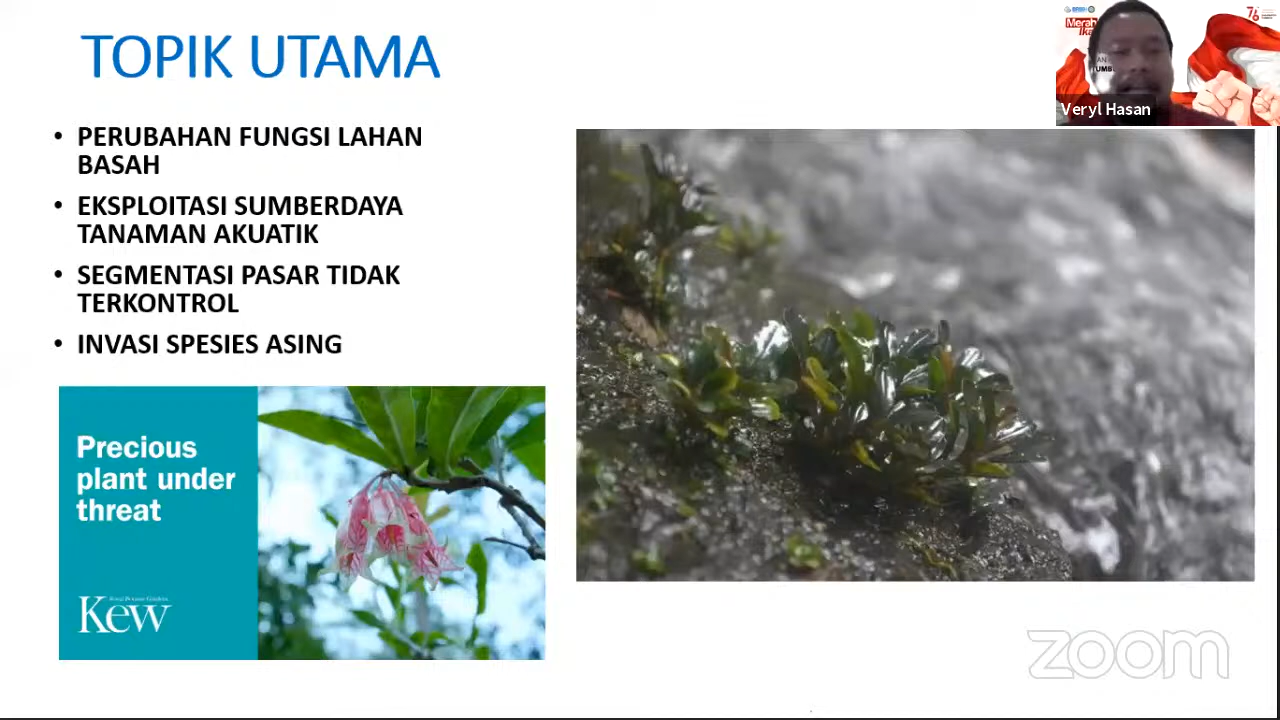 TOPIK UTAMA
• PERUBAHAN FUNGSI LAHAN
BASAH
• EKSPLOITASI SUMBERDAYA
TANAMAN AKUATIK
• SEGMENTASI PASAR TIDAK
TERKONTROL
• INVASI SPESIES ASING
Precious
plant under
threat
Royal Botanic Gardens
Kew
Merah
Veryl Hasan
zoom